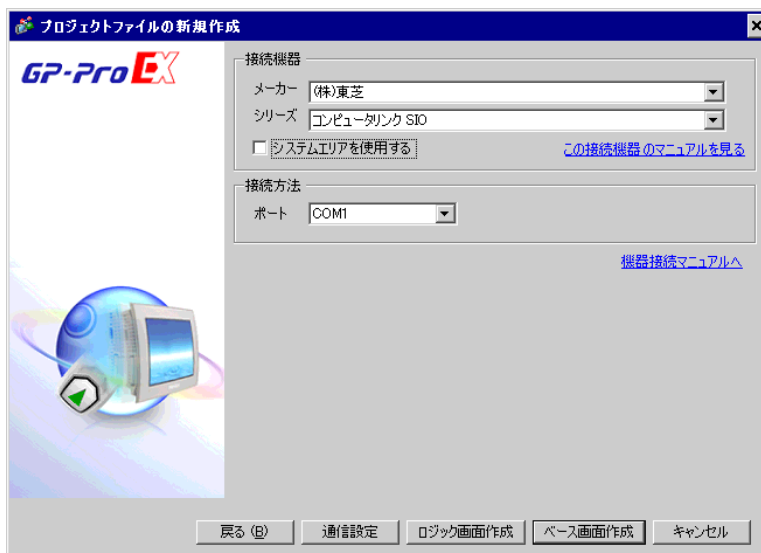 プロジェクトファイルの新規作成
GP-Pro EX
接続機器
メーカー (株)東芝
シリーズ コンピュータリンク SIO
システムエリアを使用する この接続機器のマニュアルを見る
接続方法
ポート COM1
機器接続マニュアルへ
戻る (B) 通信設定 ロジック画面作成 ベース画面作成 キャンセル